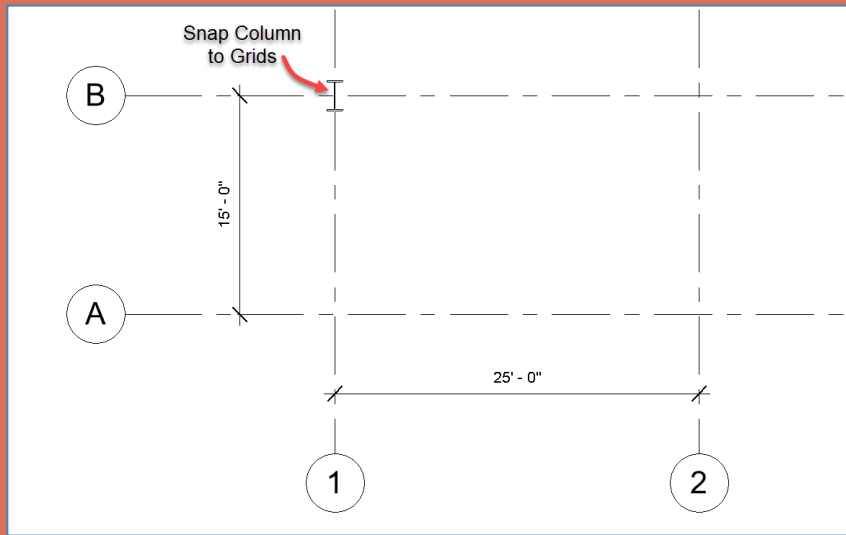 Snap Column
to Grids
B
15' - 0"
A
25' - 0"
1
2